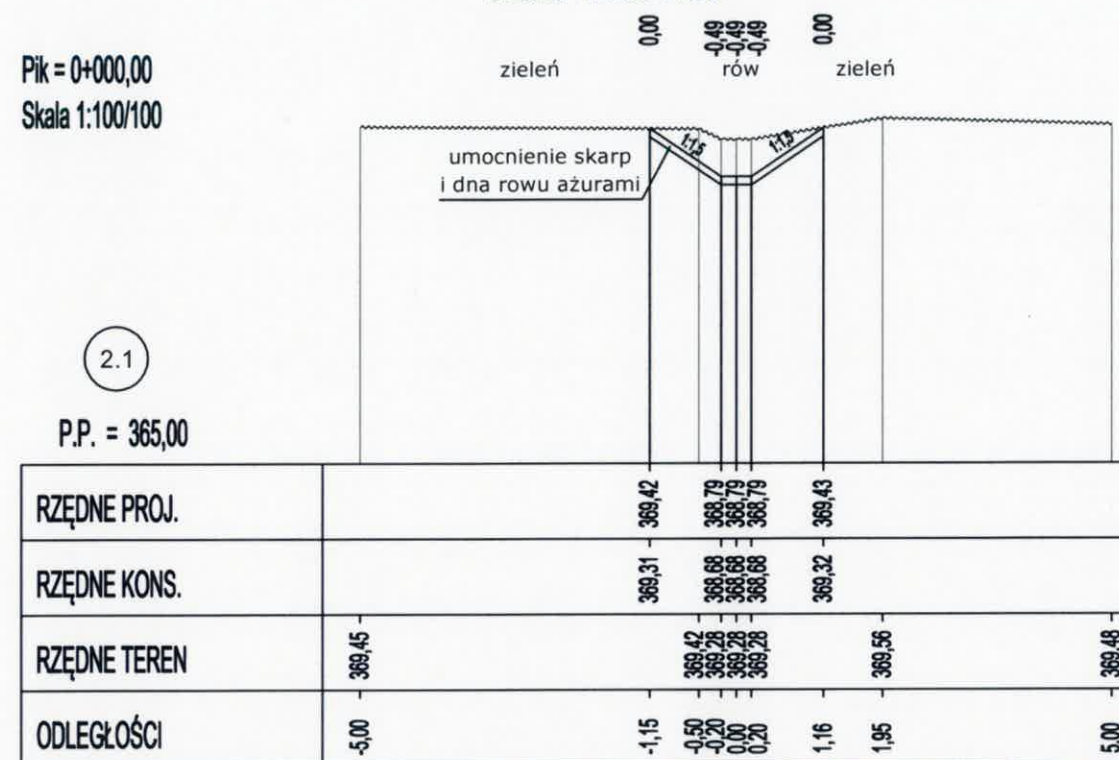 0,00 -0,49 -0,49 -0,49 0,00
Pik = 0+000,00
zieleń rów zieleń
Skala 1:100/100
1:1,5 1:1,5
umocnienie skarp
i dna rowu ażurami
2.1
P.P. = 365,00
RZĘDNE PROJ. 369,42 368,79 368,79 368,79 369,43
RZĘDNE KONS. 369,31 368,68 368,68 368,68 369,32
RZĘDNE TEREN 369,45 369,42 369,28 369,28 369,28 369,56 369,48
ODLEGŁOŚCI -5,00 -1,15 -0,50 -0,20 0,00 0,20 1,16 1,95 5,00